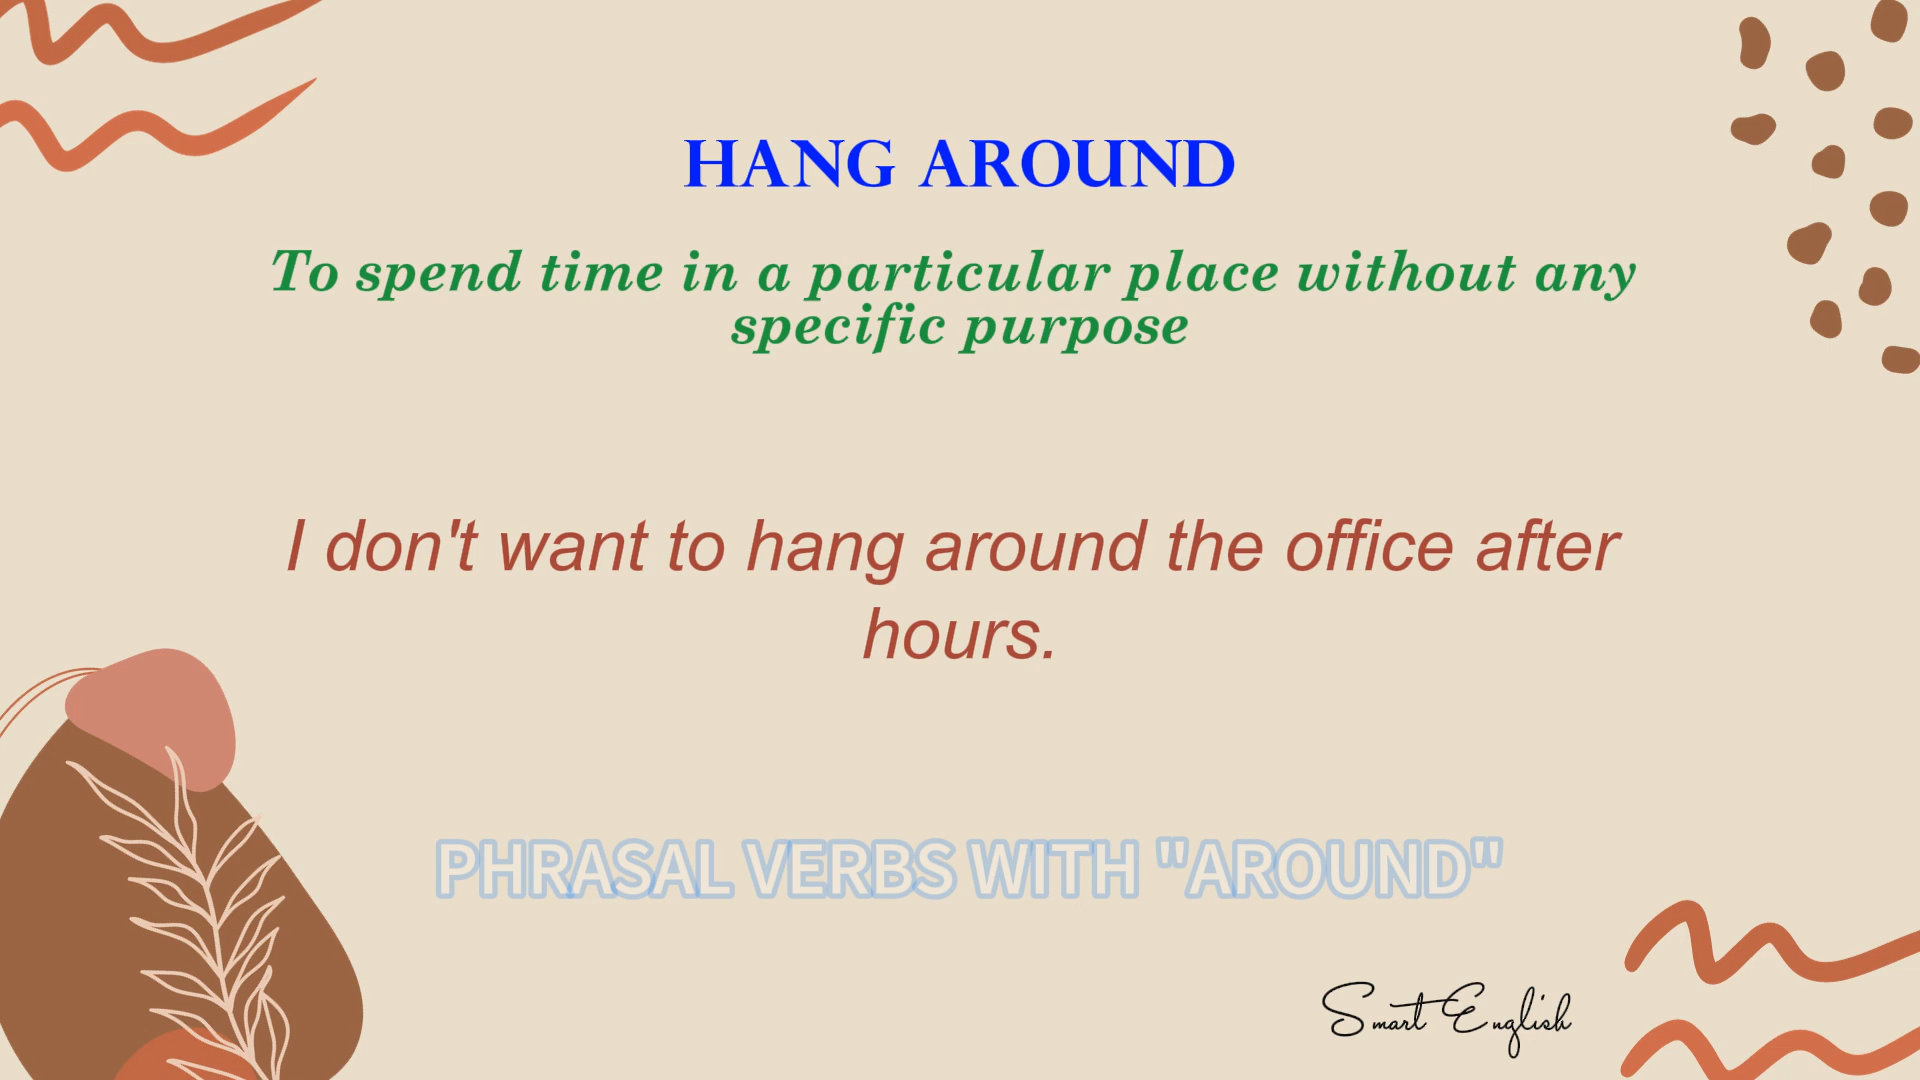 HANG AROUND
To spend time in a particular place without any
specific purpose
I don't want to hang around the office after
hours.
PHRASAL VERBS WITH "AROUND"
Smart English